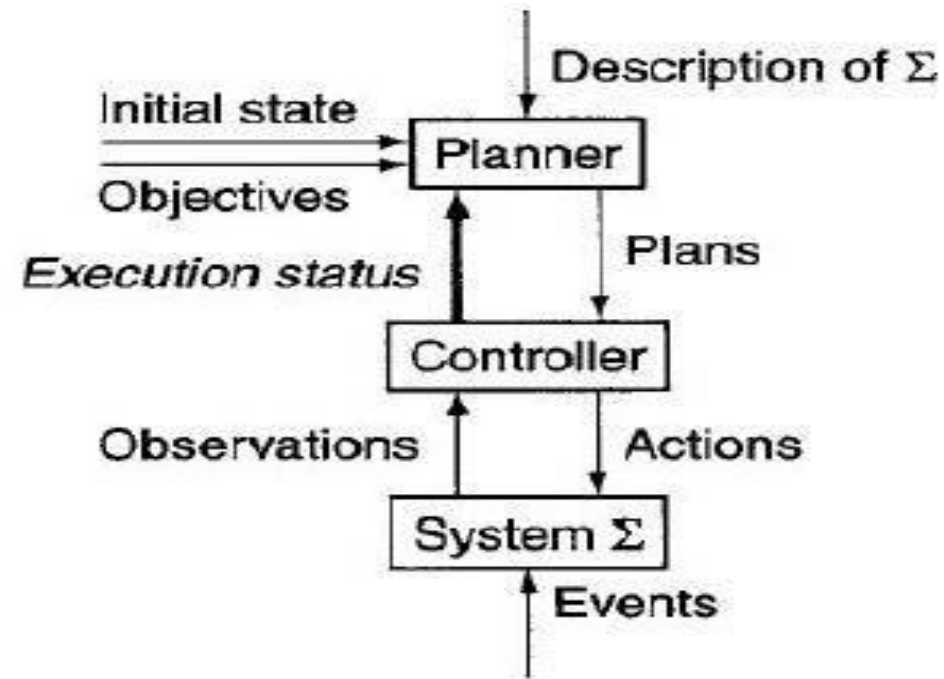 Description of Σ
Initial state
Planner
Objectives
Execution status
Plans
Controller
Observations
Actions
System Σ
Events